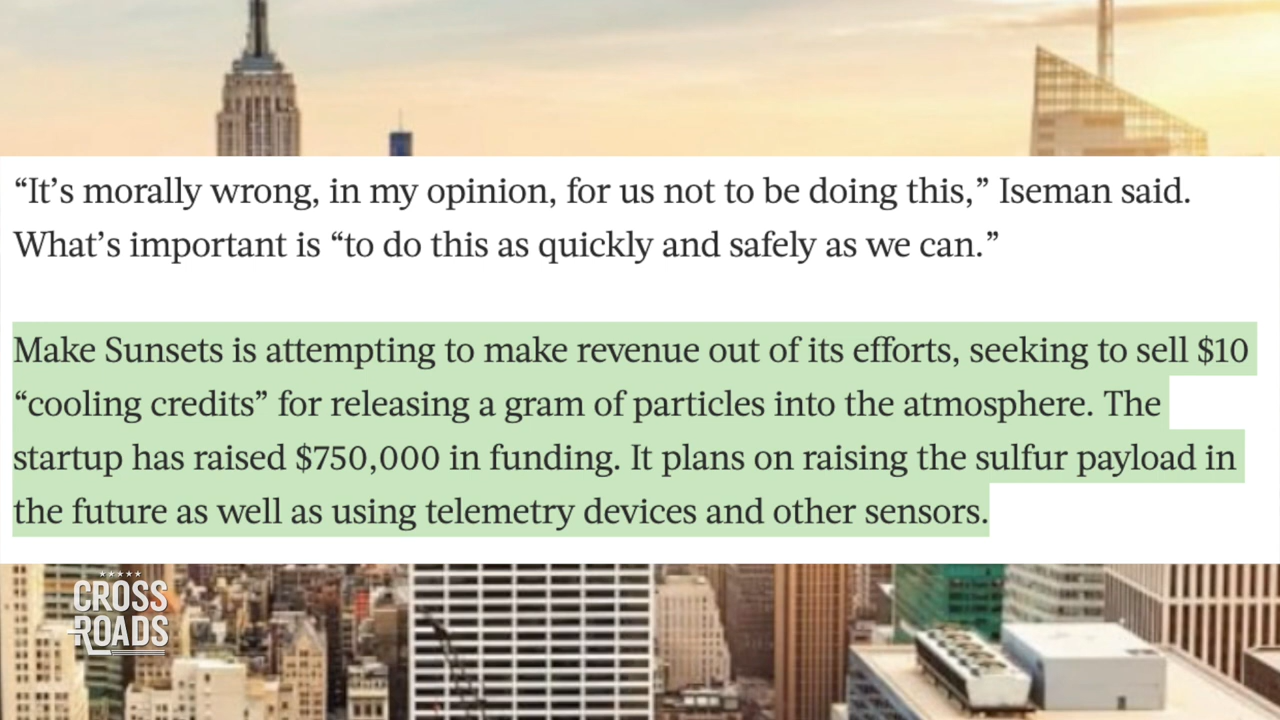 “It’s morally wrong, in my opinion, for us not to be doing this,” Iseman said.
What’s important is “to do this as quickly and safely as we can.”
Make Sunsets is attempting to make revenue out of its efforts, seeking to sell $10
“cooling credits” for releasing a gram of particles into the atmosphere. The
startup has raised $750,000 in funding. It plans on raising the sulfur payload in
the future as well as using telemetry devices and other sensors.
CROSS
ROADS